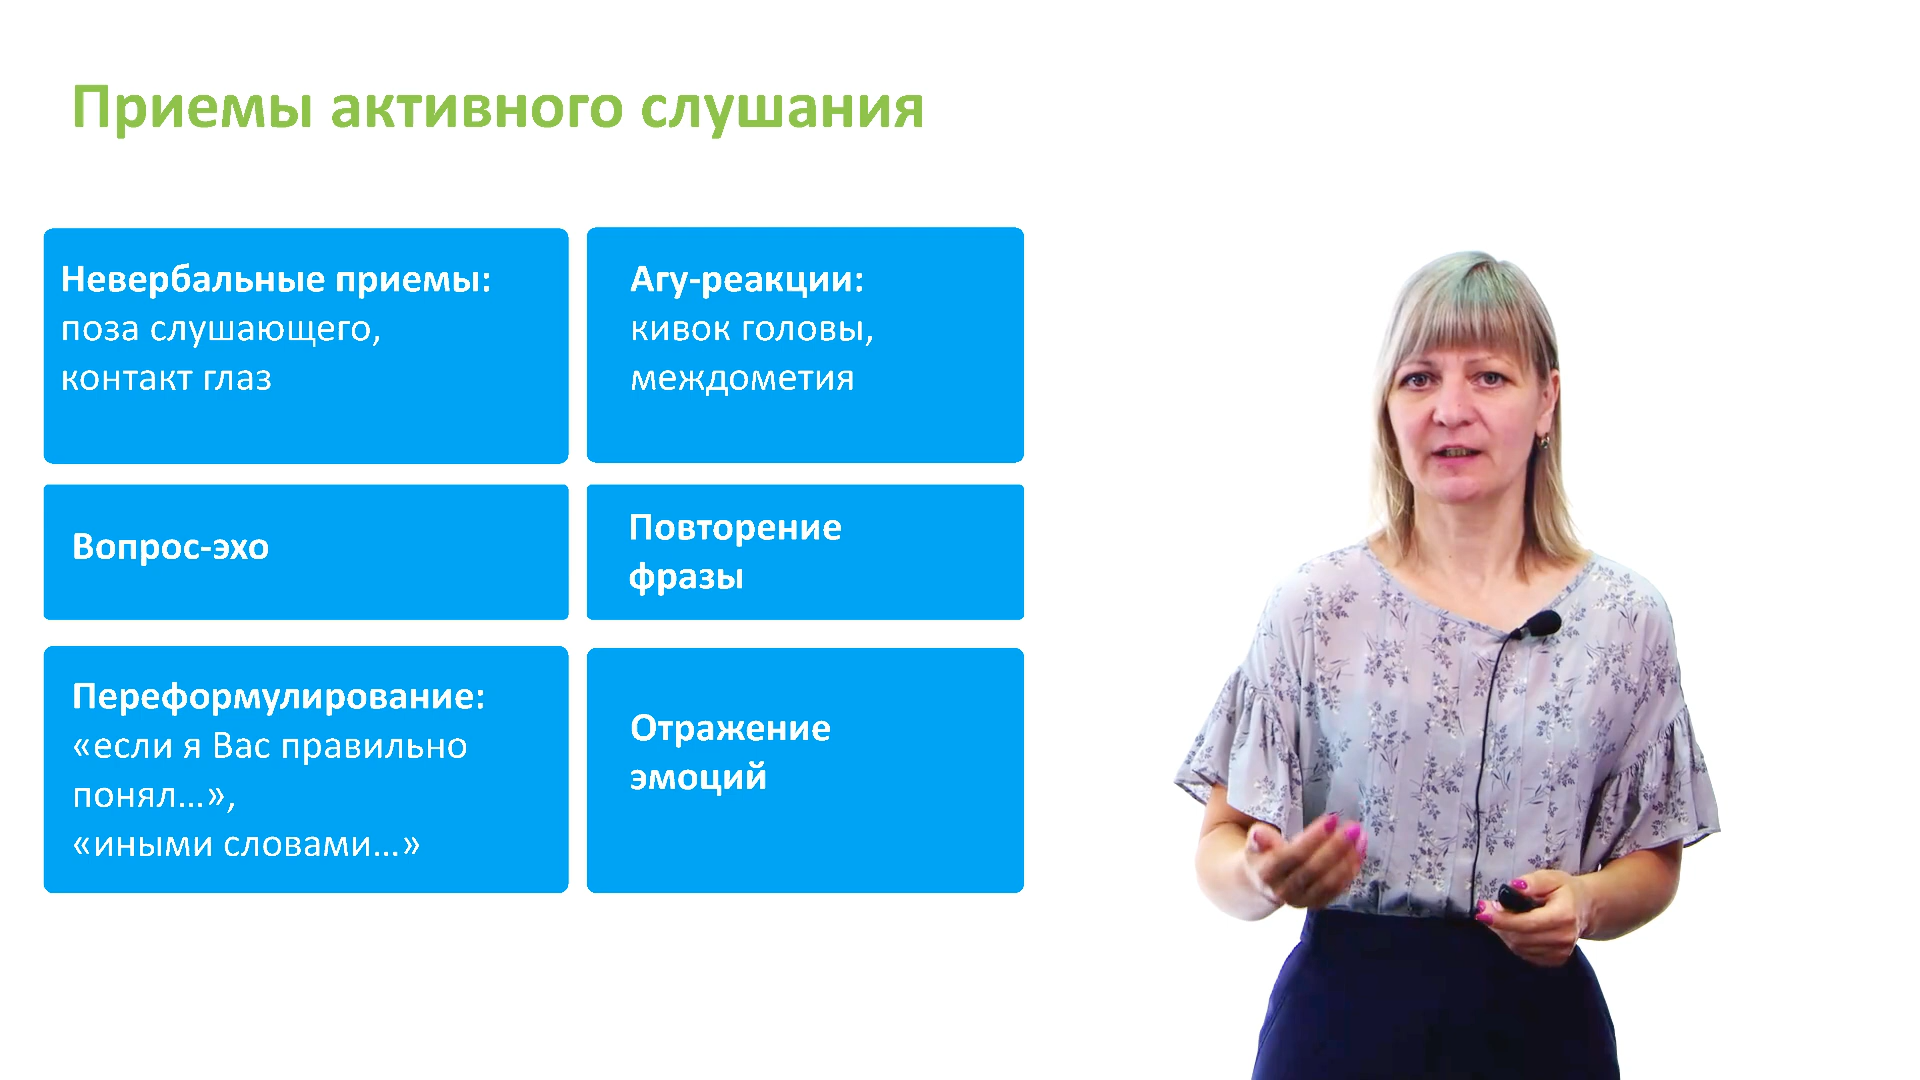 Приемы активного слушания
Невербальные приемы:
поза слушающего,
контакт глаз
Агу-реакции:
кивок головы,
междометия
Вопрос-эхо
Повторение
фразы
Переформулирование:
«если я Вас правильно
понял...»,
«иными словами...»
Отражение
эмоций